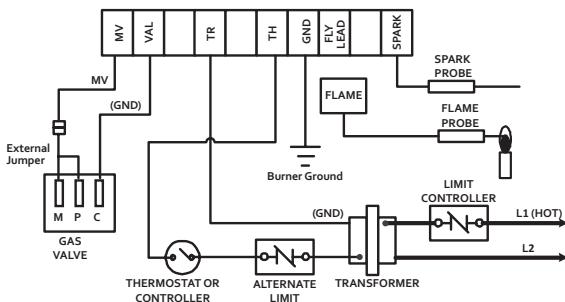 MV
VAL
TR
TH
GND
FLY
LEAD
SPARK
MV
(GND)
External
Jumper
M P C
GAS
VALVE
Burner Ground
FLAME
SPARK
PROBE
FLAME
PROBE
LIMIT
CONTROLLER
(GND)
L1 (HOT)
L2
THERMOSTAT OR
CONTROLLER
ALTERNATE
LIMIT
TRANSFORMER